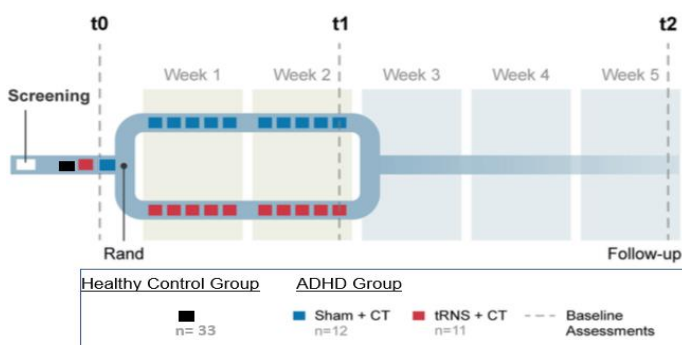 t0 t1 t2
Week 1 Week 2 Week 3 Week 4 Week 5
Screening
Rand Follow-up
Healthy Control Group ADHD Group
Sham + CT tRNS + CT Baseline
n= 33 n=12 n=11 Assessments